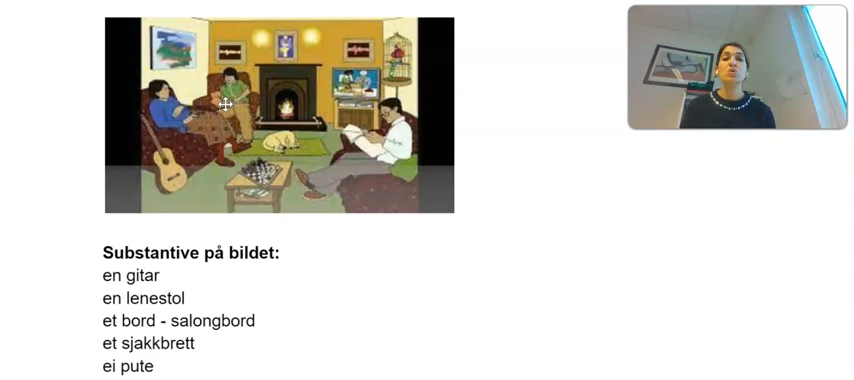 Substantive på bildet:
en gitar
en lenestol
et bord - salongbord
et sjakkbrett
ei pute